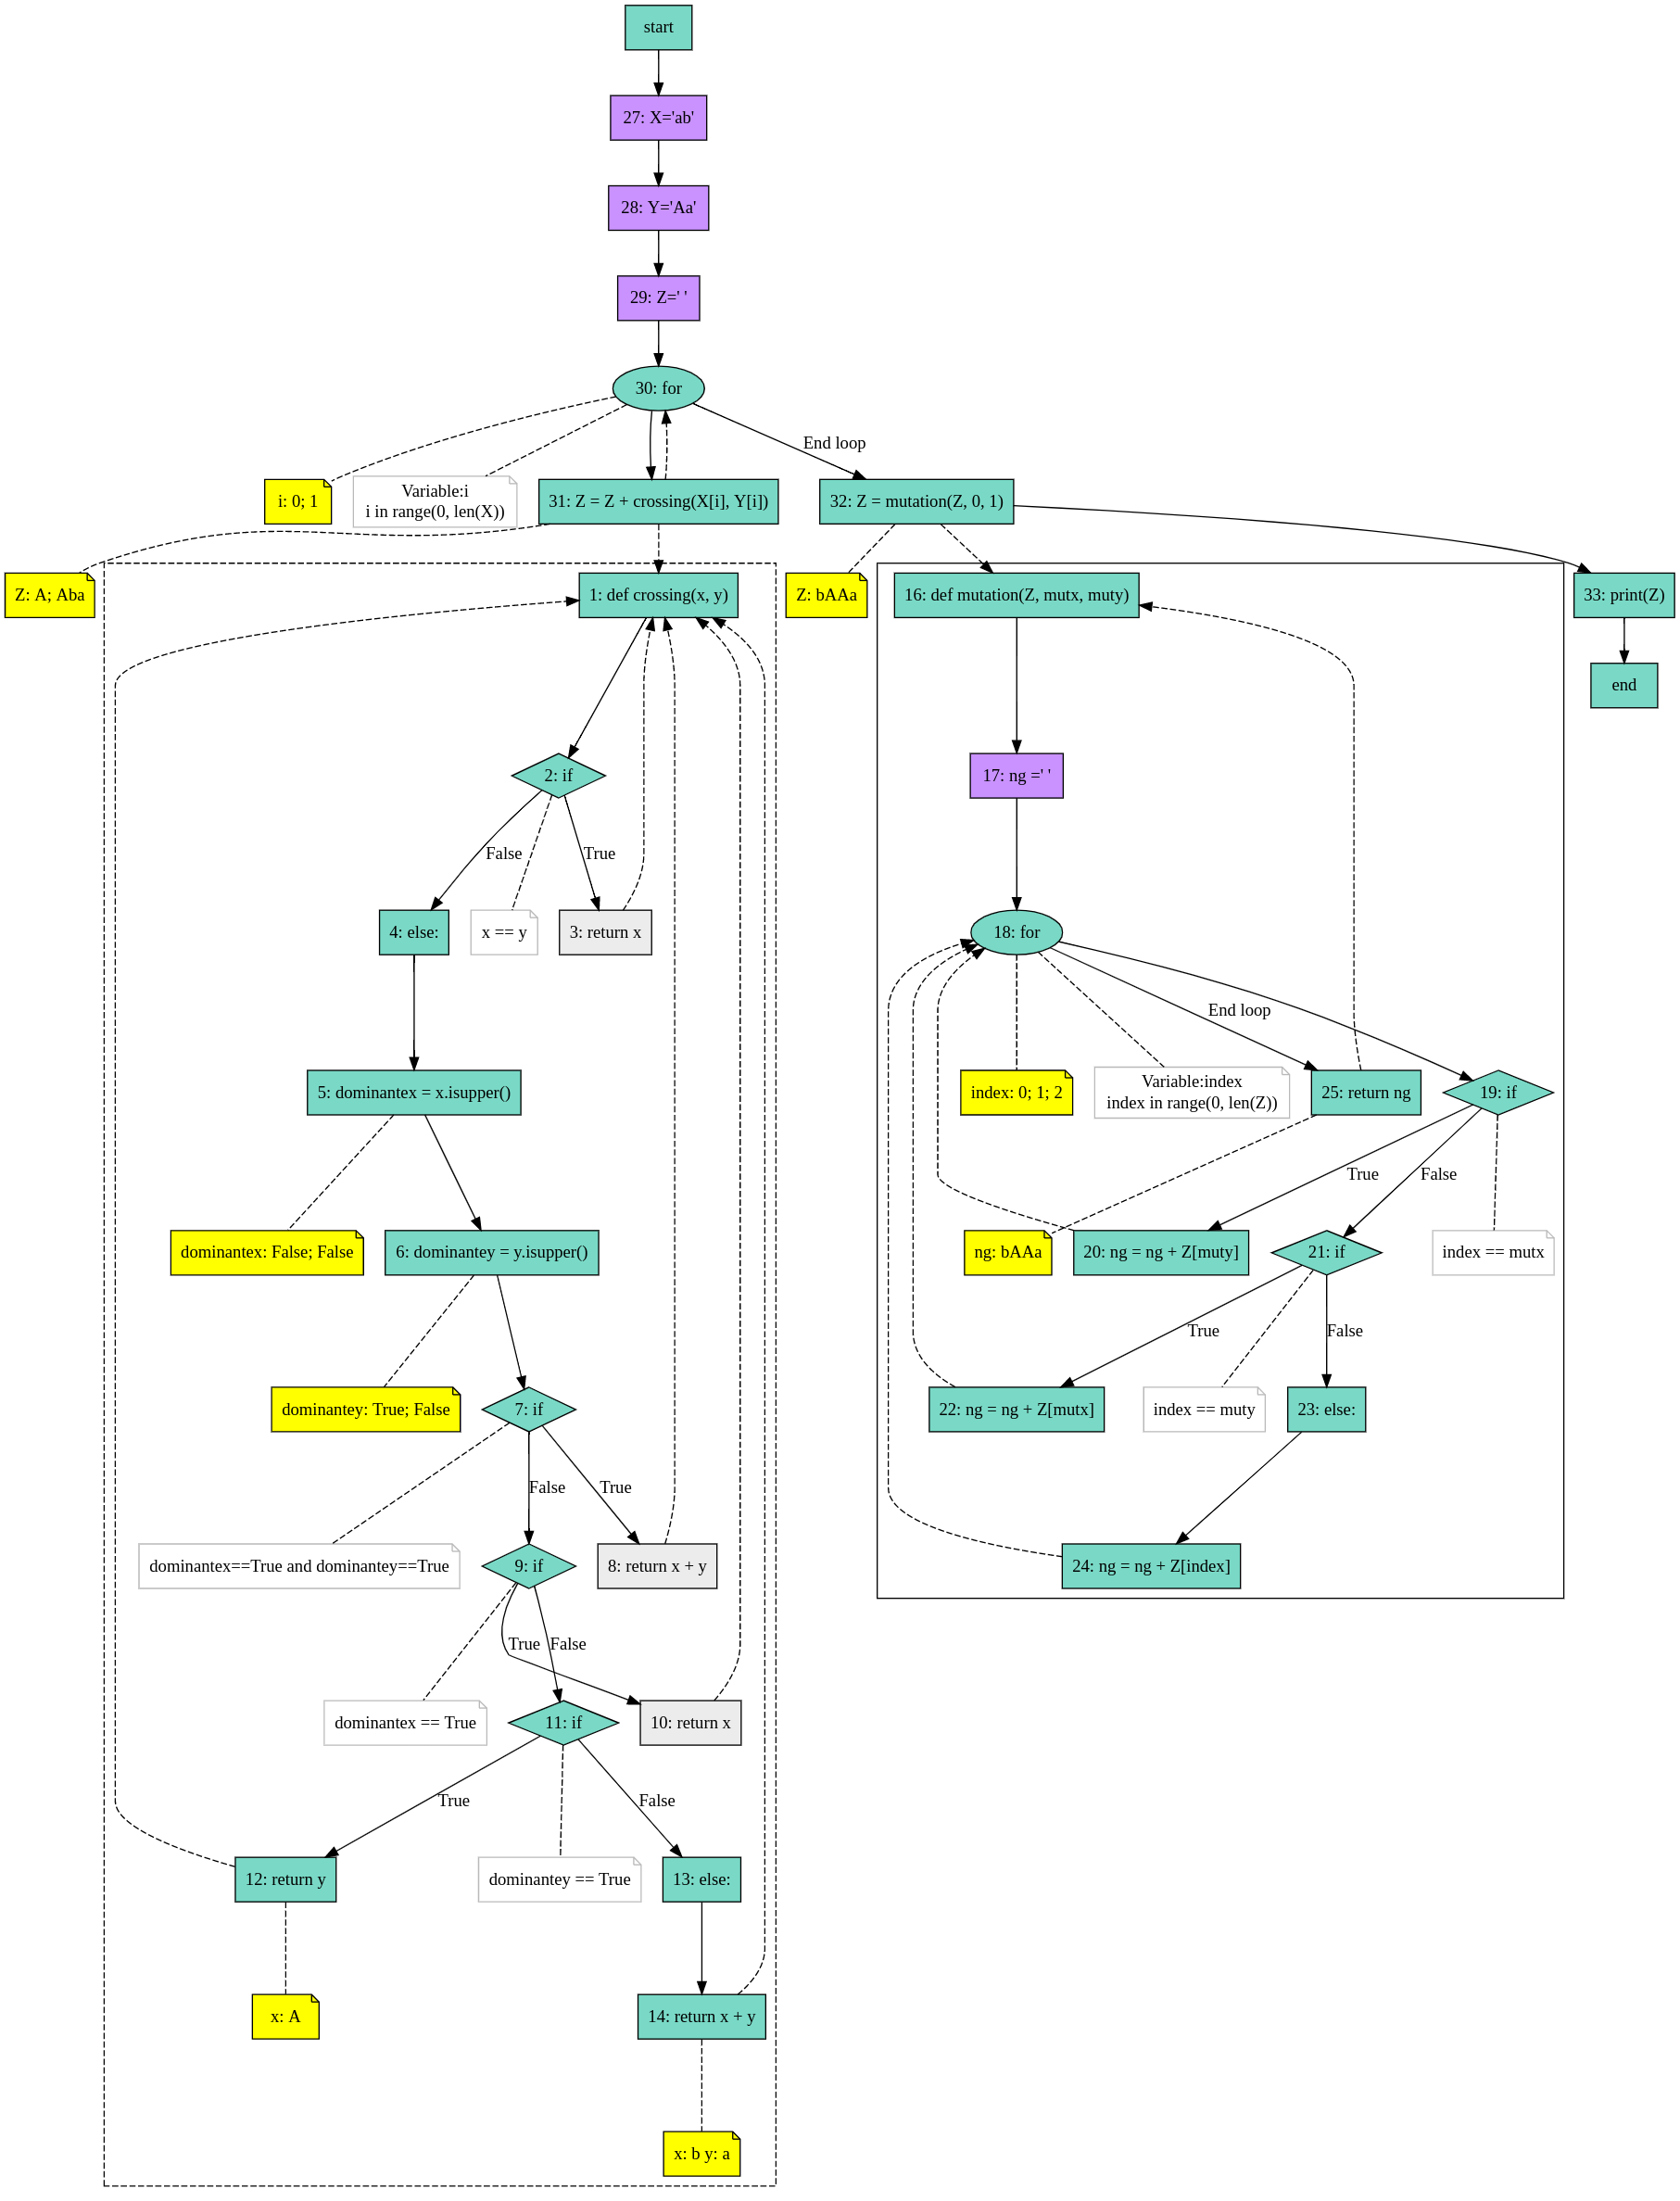 start
27: X='ab'
28: Y='Aa'
29: Z=' '
30: for
End loop
i: 0; 1
Variable:i
i in range(0, len(X))
31: Z = Z + crossing(X[i], Y[i])
32: Z = mutation(Z, 0, 1)
Z: A; Aba
1: def crossing(x, y)
Z: bAAa
16: def mutation(Z, mutx, muty)
33: print(Z)
end
2: if
17: ng =' '
False
True
4: else:
x == y
3: return x
18: for
End loop
5: dominantex = x.isupper()
index: 0; 1; 2
Variable:index
index in range(0, len(Z))
25: return ng
19: if
True
False
dominantex: False; False
6: dominantey = y.isupper()
ng: bAAa
20: ng = ng + Z[muty]
21: if
index == mutx
True
False
dominantey: True; False
7: if
22: ng = ng + Z[mutx]
index == muty
23: else:
False
True
dominantex==True and dominantey==True
9: if
8: return x + y
24: ng = ng + Z[index]
True
False
dominantex == True
11: if
10: return x
True
False
12: return y
dominantey == True
13: else:
x: A
14: return x + y
x: b y: a